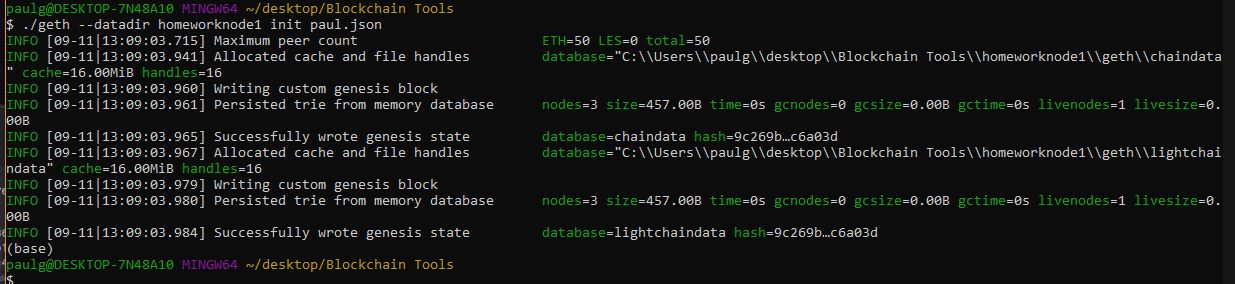 paulg@DESKTOP-7N48A10 MINGW64 ~/desktop/Blockchain Tools
$ ./geth --datadir homeworknode1 init paul.json
INFO [09-11|13:09:03.715] Maximum peer count                       ETH=50 LES=0 total=50
INFO [09-11|13:09:03.941] Allocated cache and file handles         database="C:\\Users\\paulg\\desktop\\Blockchain Tools\\homeworknode1\\geth\\chaindata
" cache=16.00MiB handles=16
INFO [09-11|13:09:03.960] Writing custom genesis block
INFO [09-11|13:09:03.961] Persisted trie from memory database      nodes=3 size=457.00B time=0s gcnodes=0 gcsize=0.00B gctime=0s livenodes=1 livesize=0.
00B
INFO [09-11|13:09:03.965] Successfully wrote genesis state         database=chaindata hash=9c269b…c6a03d
INFO [09-11|13:09:03.967] Allocated cache and file handles         database="C:\\Users\\paulg\\desktop\\Blockchain Tools\\homeworknode1\\geth\\lightchai
ndata" cache=16.00MiB handles=16
INFO [09-11|13:09:03.979] Writing custom genesis block
INFO [09-11|13:09:03.980] Persisted trie from memory database      nodes=3 size=457.00B time=0s gcnodes=0 gcsize=0.00B gctime=0s livenodes=1 livesize=0.
00B
INFO [09-11|13:09:03.984] Successfully wrote genesis state         database=lightchaindata hash=9c269b…c6a03d
(base)
paulg@DESKTOP-7N48A10 MINGW64 ~/desktop/Blockchain Tools
$